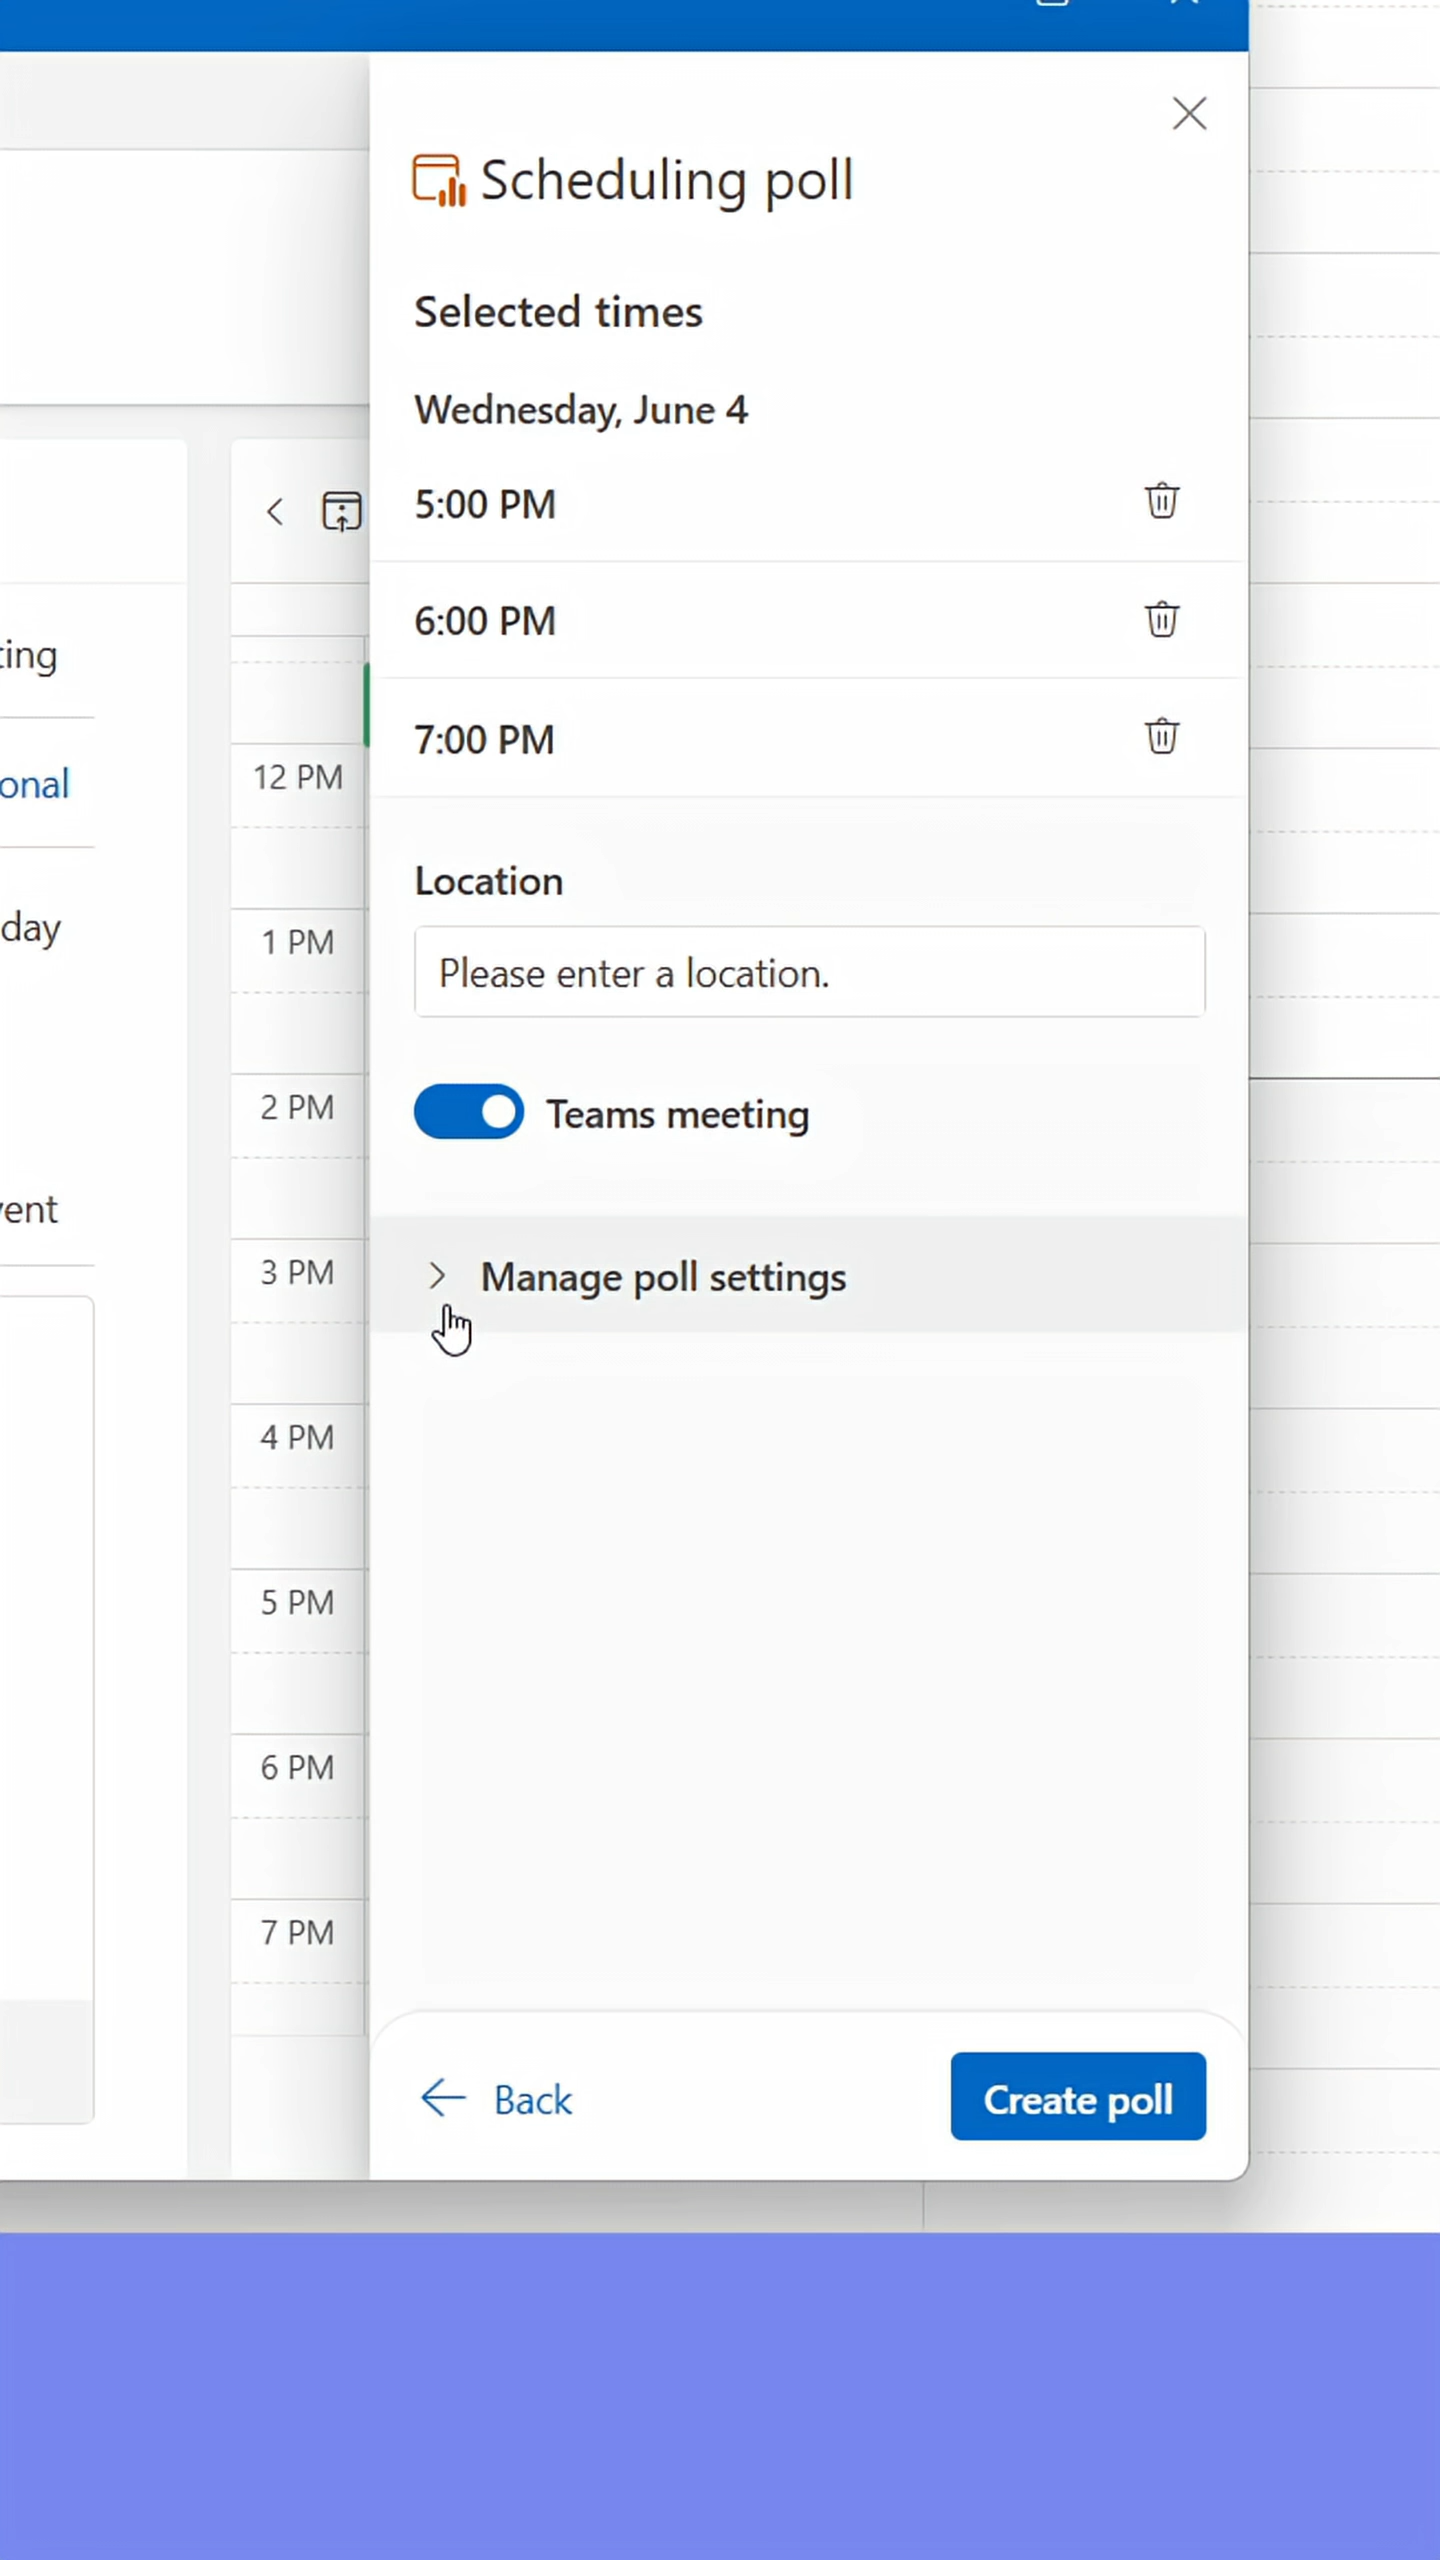 Scheduling poll
Selected times
Wednesday, June 4
5:00 PM
6:00 PM
7:00 PM
Location
Please enter a location.
Teams meeting
Manage poll settings
Back
Create poll
ting
onal
day
vent
12 PM
1 PM
2 PM
3 PM
4 PM
5 PM
6 PM
7 PM